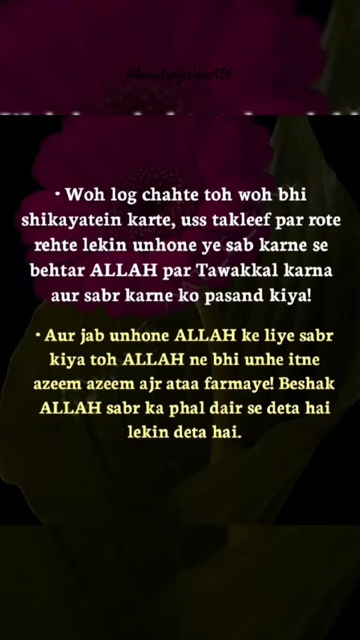 @beautyofislam956
• Woh log chahte toh woh bhi
shikayatein karte, uss takleef par rote
rehte lekin unhone ye sab karne se
behtar ALLAH par Tawakkal karna
aur sabr karne ko pasand kiya!
• Aur jab unhone ALLAH ke liye sabr
kiya toh ALLAH ne bhi unhe itne
azeem azeem ajr ataa farmaye! Beshak
ALLAH sabr ka phal dair se deta hai
lekin deta hai.